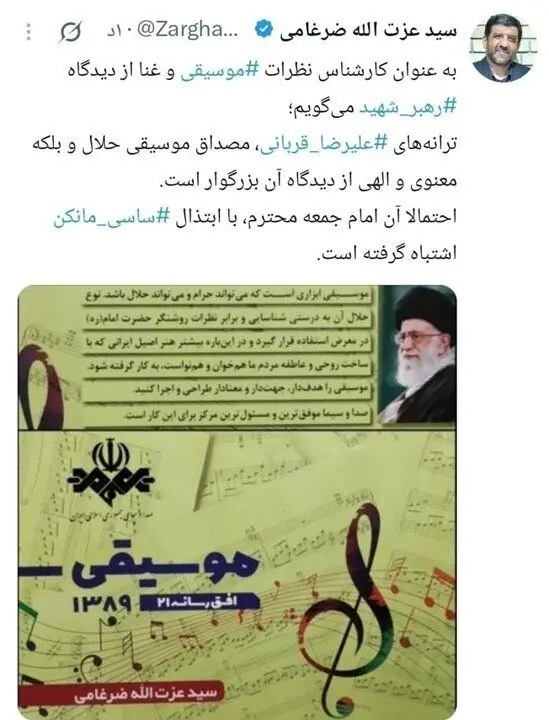 سید عزت الله ضرغامی @Zargha... · ۱۰د
به عنوان کارشناس نظرات #موسیقی و غنا از دیدگاه
#رهبر_شهید می‌گویم؛
ترانه‌های #علیرضا_قربانی، مصداق موسیقی حلال و بلکه
معنوی و الهی از دیدگاه آن بزرگوار است.
احتمالا آن امام جمعه محترم، با ابتذال #ساسی_مانکن
اشتباه گرفته است.
موسیقی ابزاری است که می‌تواند حرام و می‌تواند حلال باشد. نوع
حلال آن به درستی شناسایی و برابر نظرات روشنگر حضرت امام(ره)
در معرض استفاده قرار گیرد و در این‌باره بیشتر هنر اصیل ایرانی که با
ساخت روحی و عاطفه مردم ما هم‌خوان و هم‌نواست، به کار گرفته شود.
موسیقی را هدف‌دار، جهت‌دار و معنادار طراحی و اجرا کنید.
صدا و سیما موفق‌ترین و مسئول‌ترین مرکز برای این کار است.
صدا و سیمای جمهوری اسلامی ایران
موسیقی
افق رسانه ۲۱
۱۳۸۹
سید عزت الله ضرغامی